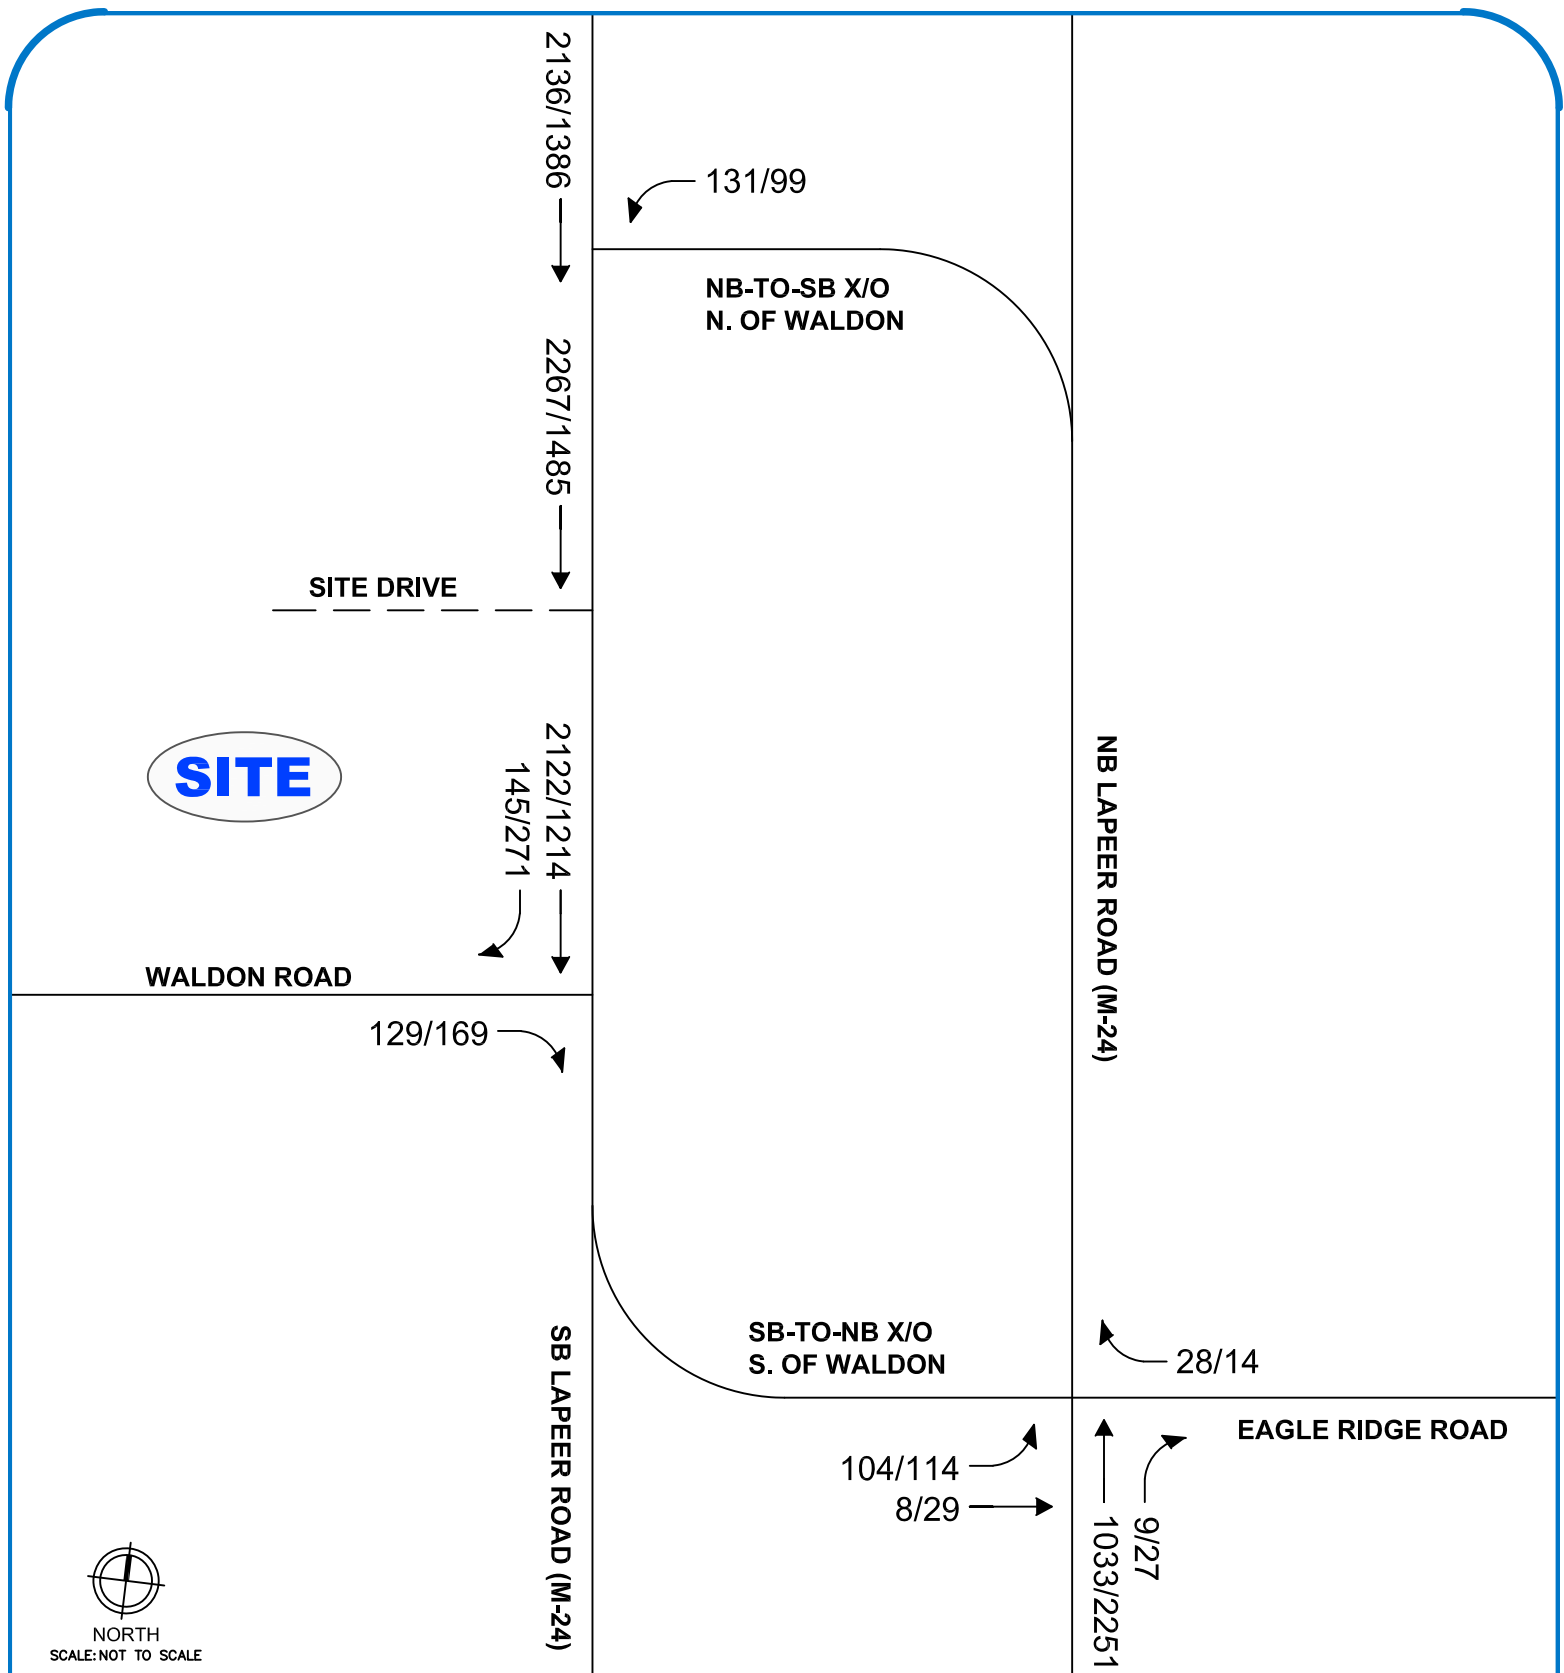 2136/1386
131/99
NB-TO-SB X/O
N. OF WALDON
2267/1485
SITE DRIVE
SITE
2122/1214
145/271
NB LAPEER ROAD (M-24)
WALDON ROAD
129/169
SB-TO-NB X/O
S. OF WALDON
28/14
SB LAPEER ROAD (M-24)
EAGLE RIDGE ROAD
104/114
8/29
9/27
1033/2251
NORTH
SCALE: NOT TO SCALE